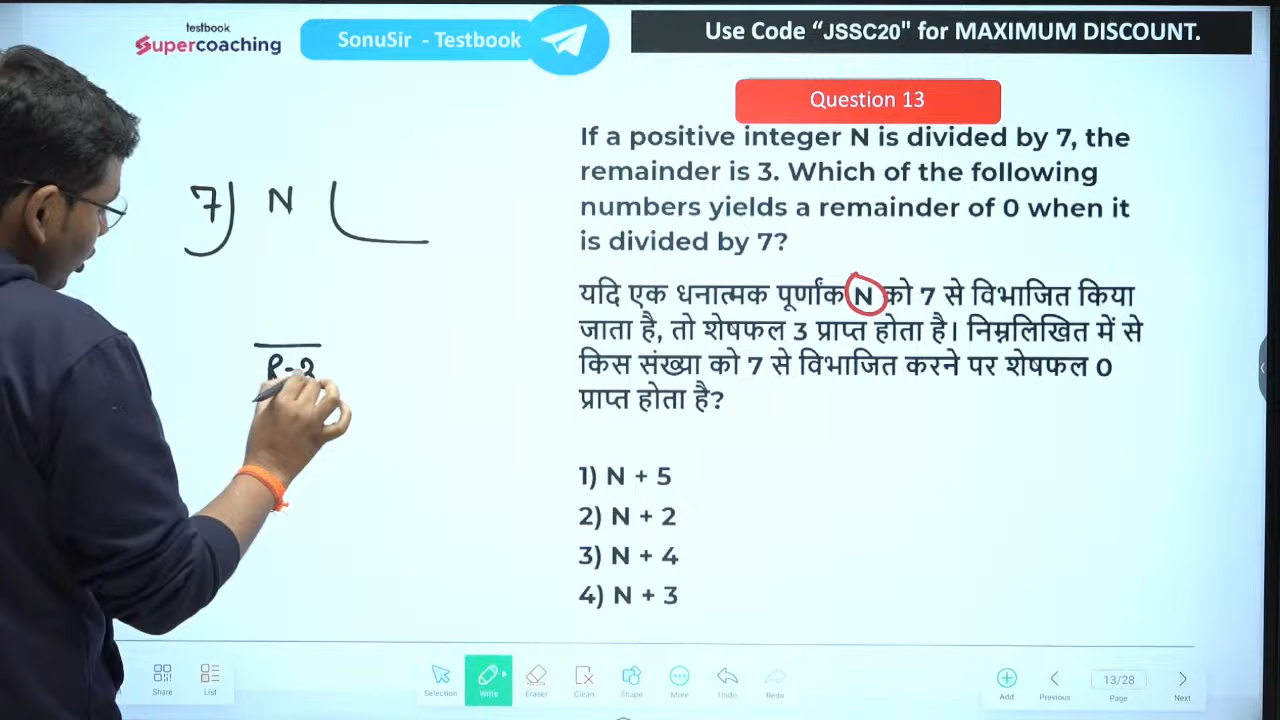 testbook
Supercoaching
SonuSir - Testbook
Use Code “JSSC20" for MAXIMUM DISCOUNT.
Question 13
If a positive integer N is divided by 7, the
remainder is 3. Which of the following
numbers yields a remainder of 0 when it
is divided by 7?
यदि एक धनात्मक पूर्णांक N को 7 से विभाजित किया
जाता है, तो शेषफल 3 प्राप्त होता है। निम्नलिखित में से
किस संख्या को 7 से विभाजित करने पर शेषफल 0
प्राप्त होता है?
1) N + 5
2) N + 2
3) N + 4
4) N + 3
7 N
R-3
Share
List
Selection
Write
Eraser
Clean
Shape
More
Undo
Redo
Add
Previous
13/28
Page
Next